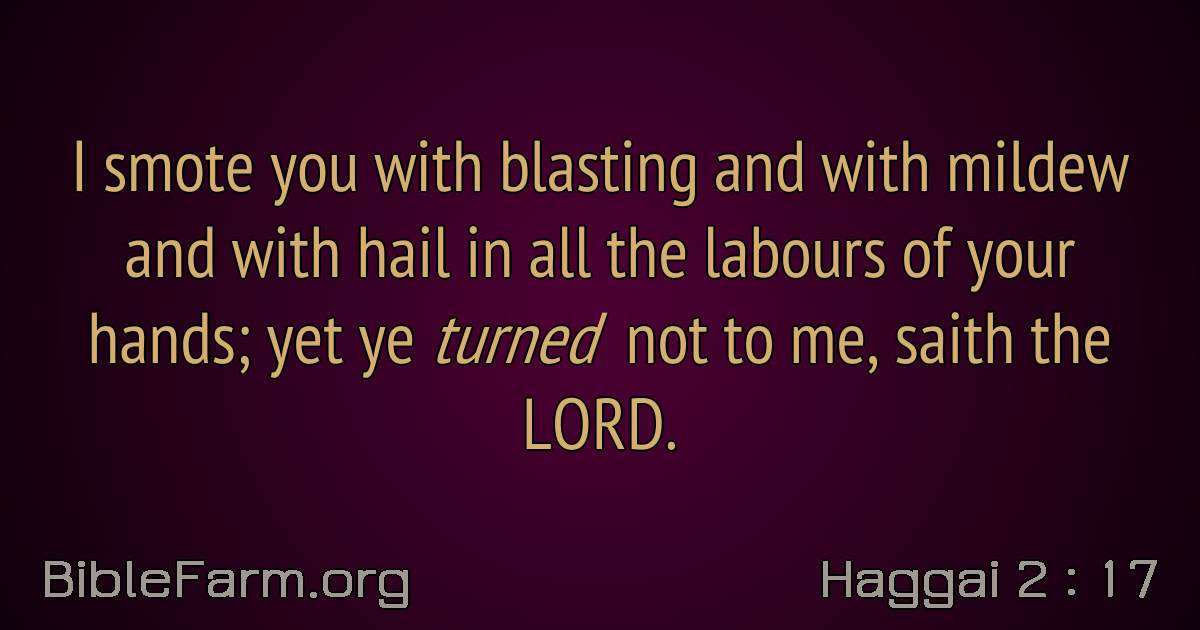 I smote you with blasting and with mildew
and with hail in all the labours of your
hands; yet ye turned not to me, saith the
LORD.
BibleFarm.org
Haggai 2 : 17